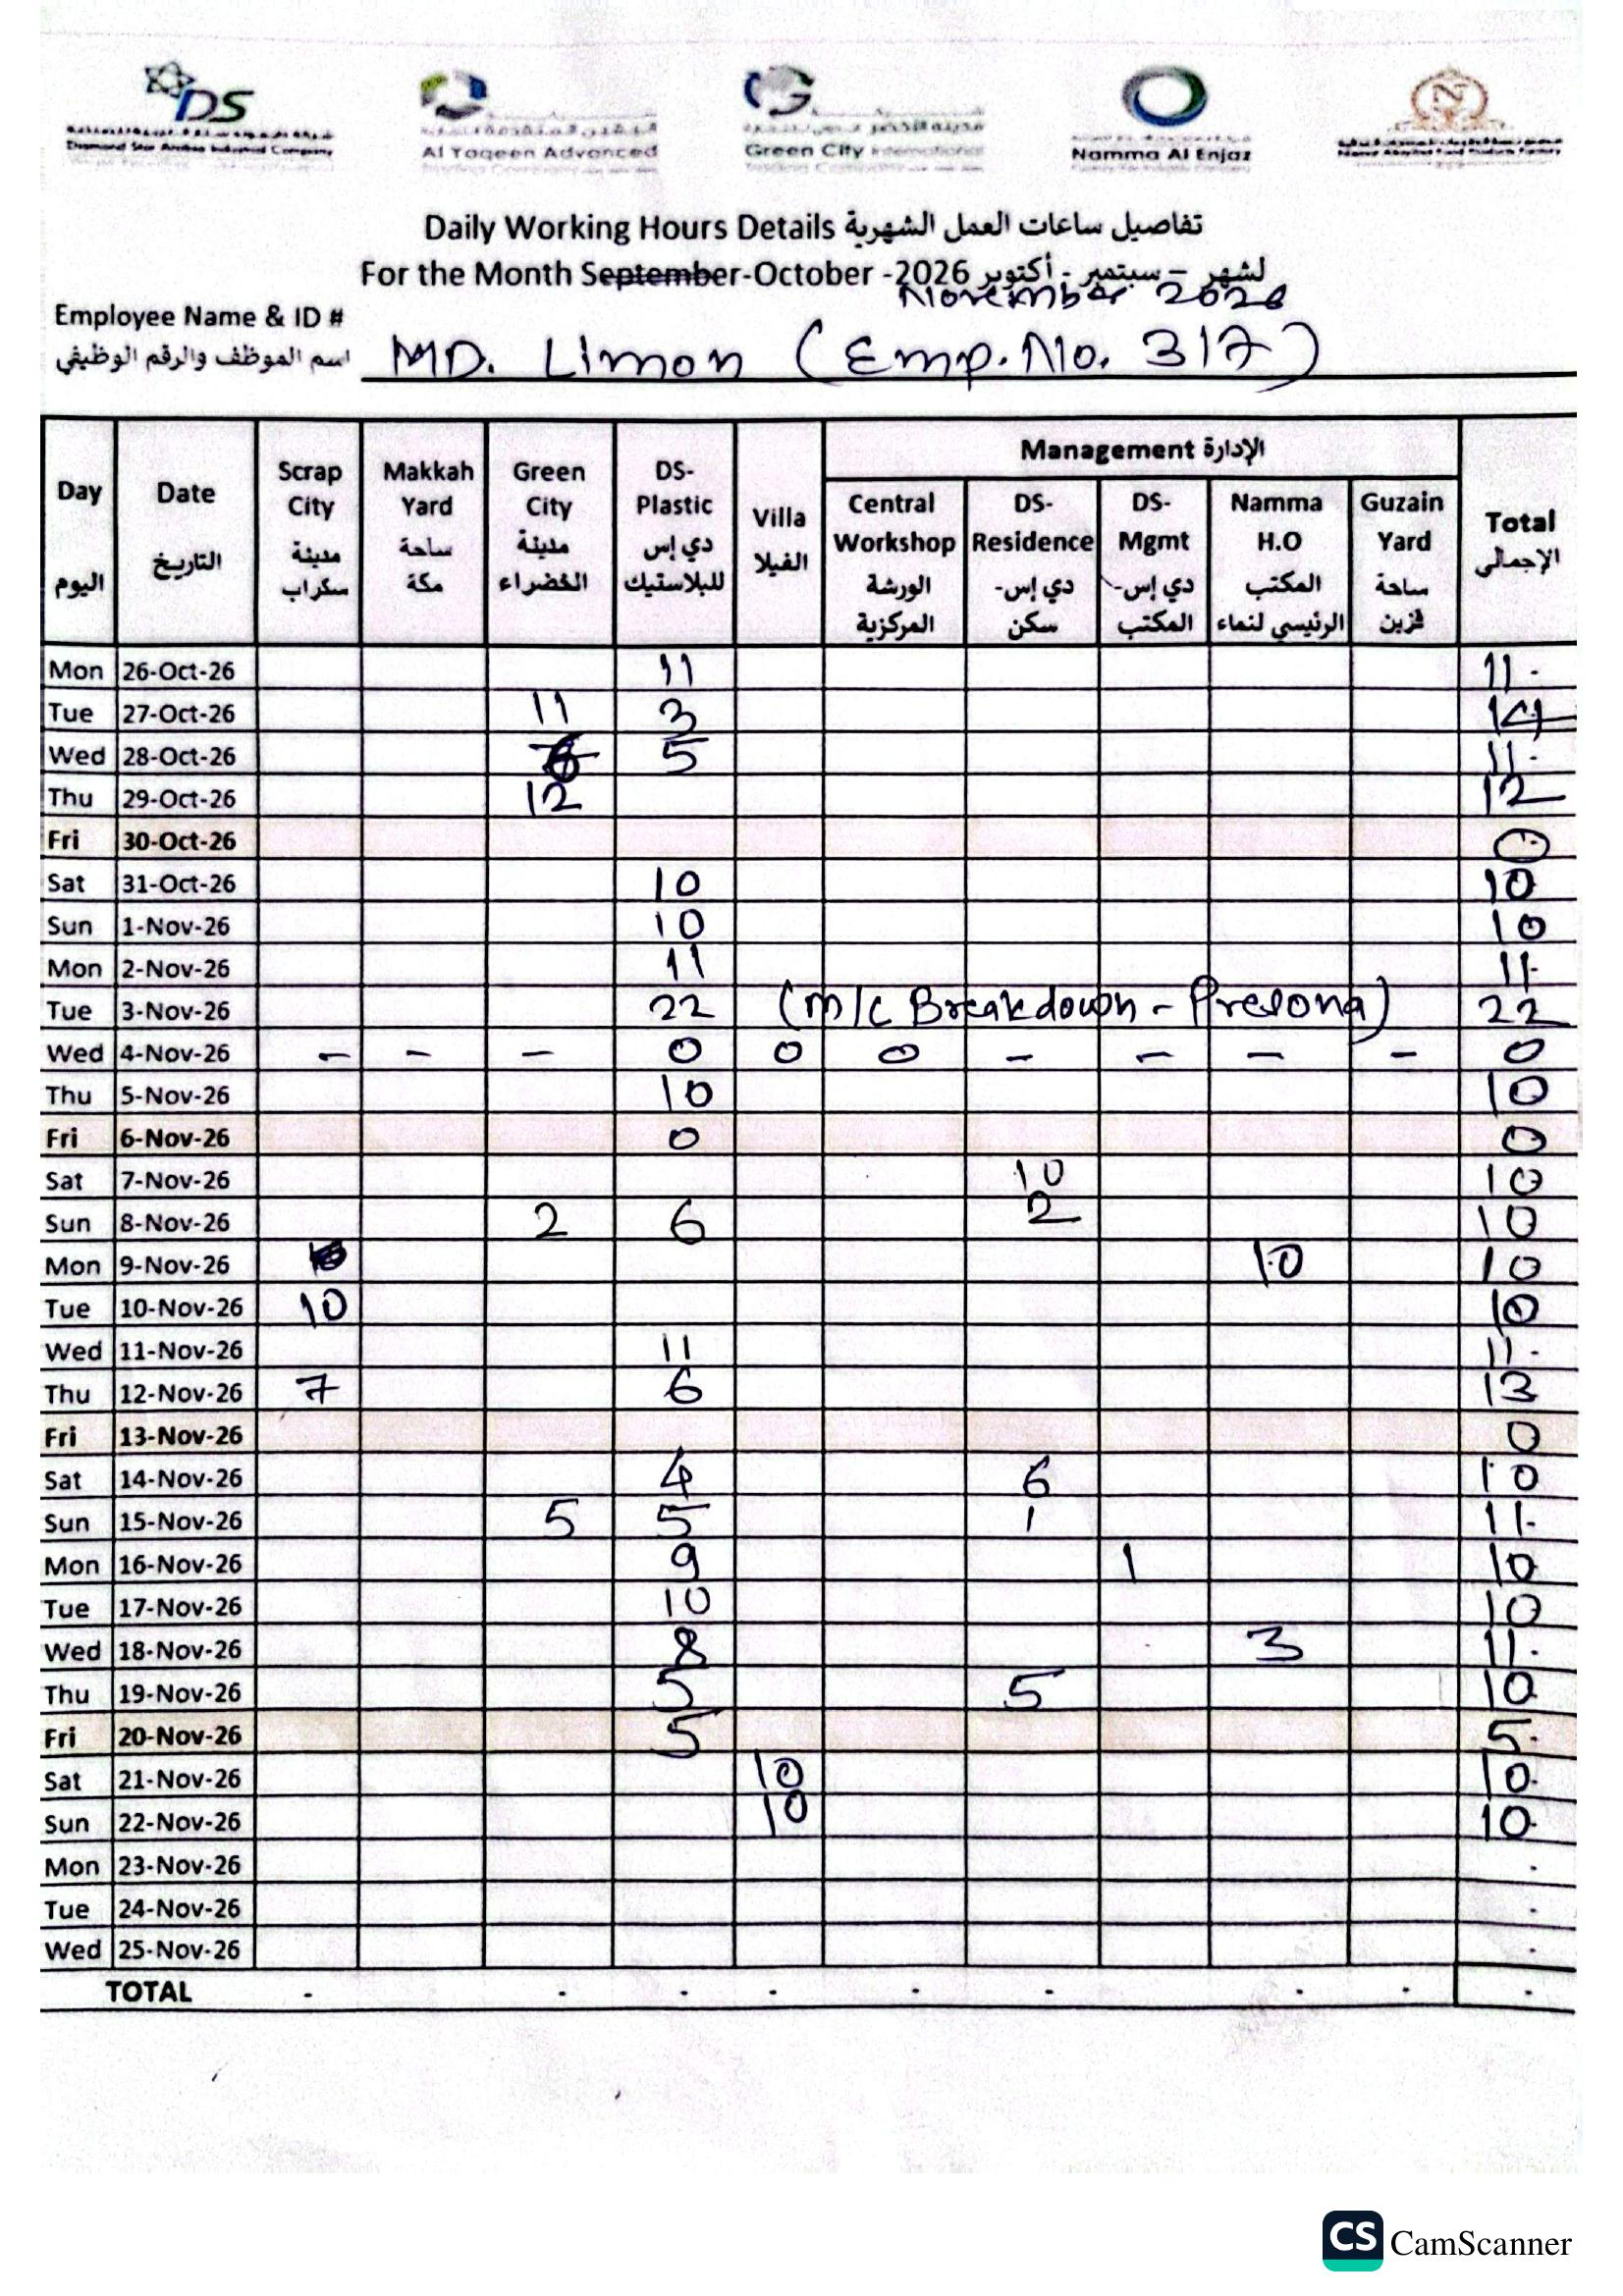 DS
Diamond Star Arabia Industrial Company
Al Yaqeen Advanced
Green City International
Namma Al Enjaz
N
Daily Working Hours Details تفاصيل ساعات العمل الشهرية
For the Month September-October -2026 لشهر – سبتمبر - أكتوبر
November 2026
Employee Name & ID #
اسم الموظف والرقم الوظيفي MD. Limon (Emp. No. 317)
Management الإدارة
Day اليوم Date التاريخ Scrap City مدينة سكراب Makkah Yard ساحة مكة Green City مدينة الخضراء DS-Plastic دي إس للبلاستيك Villa الفيلا Central Workshop الورشة المركزية DS-Residence دي إس- سكن DS-Mgmt دي إس- المكتب Namma H.O المكتب الرئيسي لنماء Guzain Yard ساحة قزين Total الإجمالي
Mon 26-Oct-26 11 11
Tue 27-Oct-26 11 3 14
Wed 28-Oct-26 6 5 11
Thu 29-Oct-26 12 12
Fri 30-Oct-26 0
Sat 31-Oct-26 10 10
Sun 1-Nov-26 10 10
Mon 2-Nov-26 11 11
Tue 3-Nov-26 22 (M/C Breakdown - Presona) 22
Wed 4-Nov-26 - - - 0 0 0 - - - - 0
Thu 5-Nov-26 10 10
Fri 6-Nov-26 0 0
Sat 7-Nov-26 10 10
Sun 8-Nov-26 2 6 2 10
Mon 9-Nov-26 10 10
Tue 10-Nov-26 10 10
Wed 11-Nov-26 11 11
Thu 12-Nov-26 7 6 13
Fri 13-Nov-26 0
Sat 14-Nov-26 4 6 10
Sun 15-Nov-26 5 5 1 11
Mon 16-Nov-26 9 1 10
Tue 17-Nov-26 10 10
Wed 18-Nov-26 8 3 11
Thu 19-Nov-26 5 5 10
Fri 20-Nov-26 5 5
Sat 21-Nov-26 10 10
Sun 22-Nov-26 10 10
Mon 23-Nov-26 -
Tue 24-Nov-26 -
Wed 25-Nov-26 -
TOTAL - - - - - - - - -
CS CamScanner